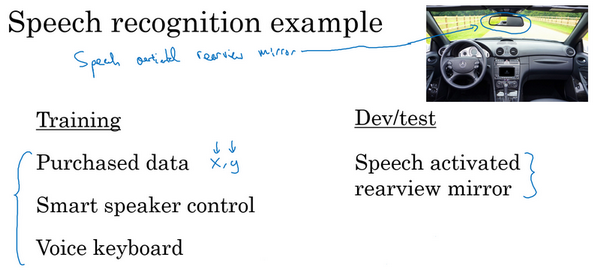 Speech recognition example
Speech rearview mirror
Training
Purchased data x, y
Smart speaker control
Voice keyboard
Dev/test
Speech activated
rearview mirror